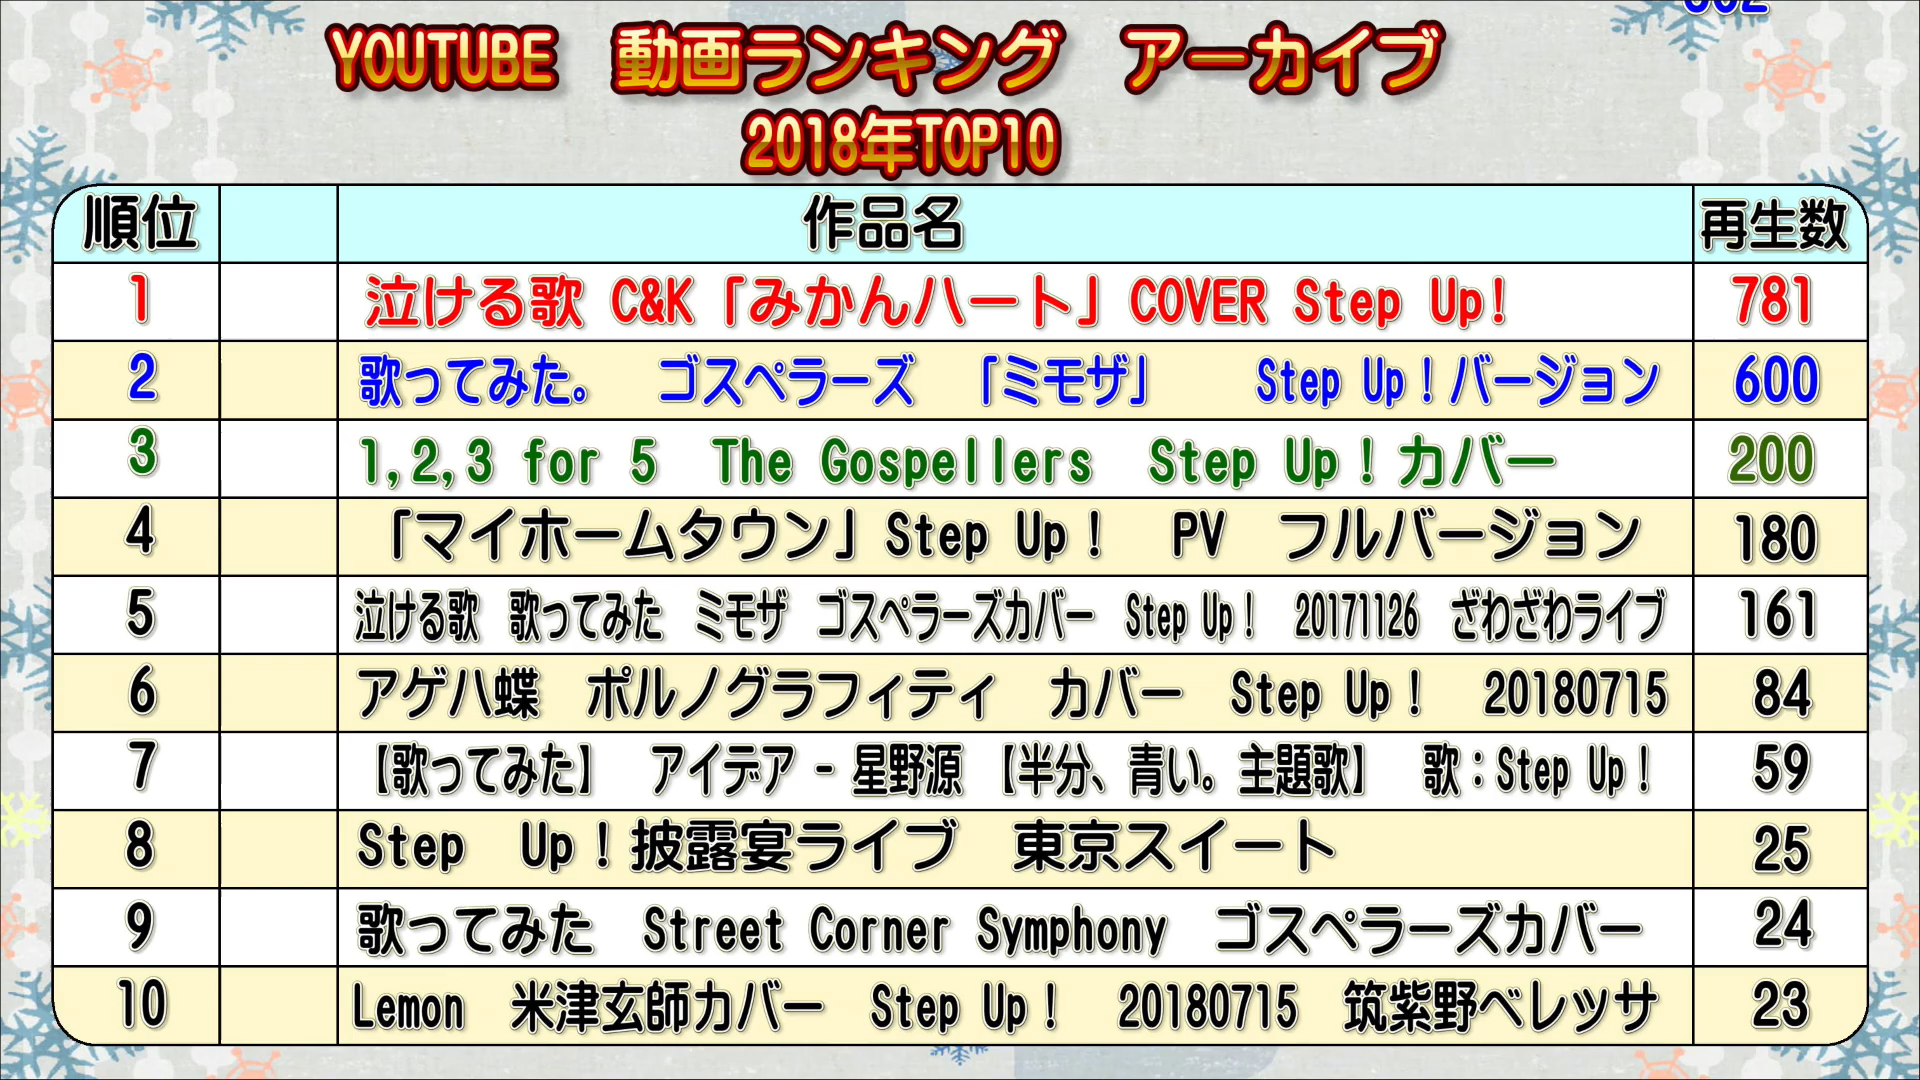 YOUTUBE 動画ランキング アーカイブ
2018年TOP10
順位 作品名 再生数
1 泣ける歌 C&K「みかんハート」COVER Step Up! 781
2 歌ってみた。 ゴスペラーズ 「ミモザ」 Step Up！バージョン 600
3 1,2,3 for 5 The Gospellers Step Up！カバー 200
4 「マイホームタウン」Step Up！ PV フルバージョン 180
5 泣ける歌 歌ってみた ミモザ ゴスペラーズカバー Step Up！ 20171126 ざわざわライブ 161
6 アゲハ蝶 ポルノグラフィティ カバー Step Up！ 20180715 84
7 【歌ってみた】 アイデア - 星野源 【半分、青い。主題歌】 歌：Step Up！ 59
8 Step Up！披露宴ライブ 東京スイート 25
9 歌ってみた Street Corner Symphony ゴスペラーズカバー 24
10 Lemon 米津玄師カバー Step Up！ 20180715 筑紫野ベレッサ 23